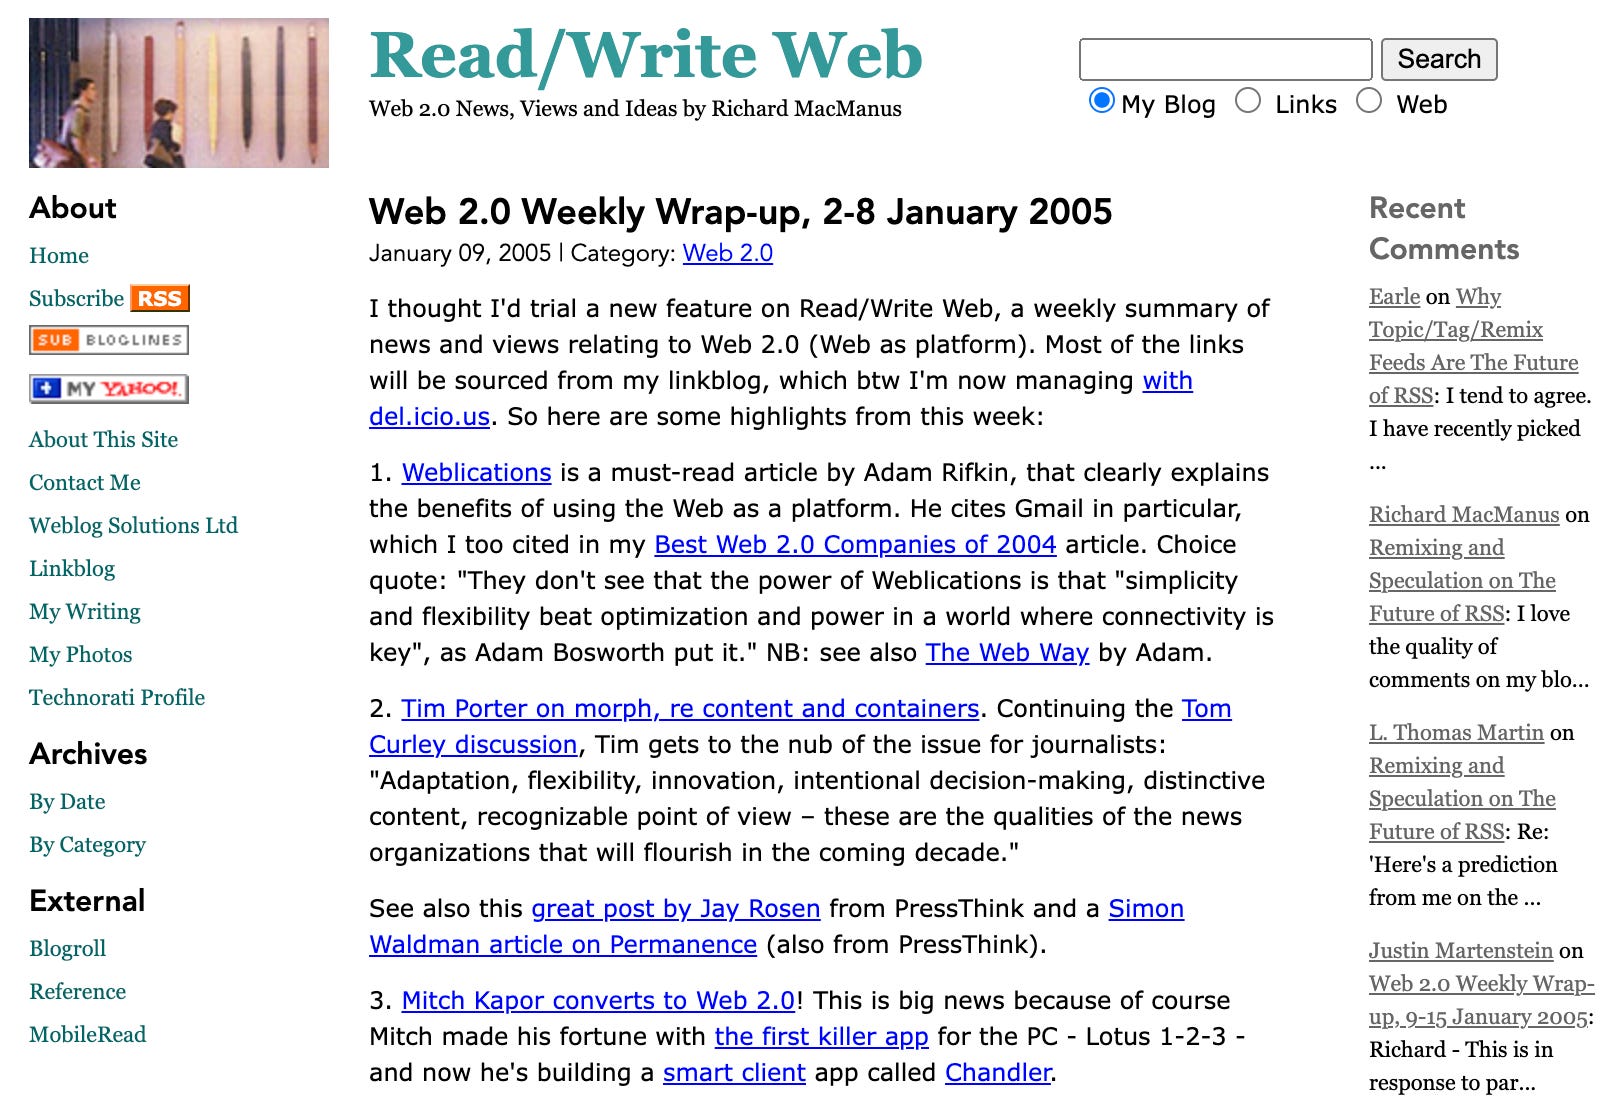 Read/Write Web
Web 2.0 News, Views and Ideas by Richard MacManus
Search
My Blog Links Web
About
Home
Subscribe RSS
SUB BLOGLINES
+ MY YAHOO!
About This Site
Contact Me
Weblog Solutions Ltd
Linkblog
My Writing
My Photos
Technorati Profile
Archives
By Date
By Category
External
Blogroll
Reference
MobileRead
Web 2.0 Weekly Wrap-up, 2-8 January 2005
January 09, 2005 | Category: Web 2.0
I thought I'd trial a new feature on Read/Write Web, a weekly summary of
news and views relating to Web 2.0 (Web as platform). Most of the links
will be sourced from my linkblog, which btw I'm now managing with
del.icio.us. So here are some highlights from this week:
1. Weblications is a must-read article by Adam Rifkin, that clearly explains
the benefits of using the Web as a platform. He cites Gmail in particular,
which I too cited in my Best Web 2.0 Companies of 2004 article. Choice
quote: "They don't see that the power of Weblications is that "simplicity
and flexibility beat optimization and power in a world where connectivity is
key", as Adam Bosworth put it." NB: see also The Web Way by Adam.
2. Tim Porter on morph, re content and containers. Continuing the Tom
Curley discussion, Tim gets to the nub of the issue for journalists:
"Adaptation, flexibility, innovation, intentional decision-making, distinctive
content, recognizable point of view – these are the qualities of the news
organizations that will flourish in the coming decade."
See also this great post by Jay Rosen from PressThink and a Simon
Waldman article on Permanence (also from PressThink).
3. Mitch Kapor converts to Web 2.0! This is big news because of course
Mitch made his fortune with the first killer app for the PC - Lotus 1-2-3 -
and now he's building a smart client app called Chandler.
Recent
Comments
Earle on Why
Topic/Tag/Remix
Feeds Are The Future
of RSS: I tend to agree.
I have recently picked
...
Richard MacManus on
Remixing and
Speculation on The
Future of RSS: I love
the quality of
comments on my blo...
L. Thomas Martin on
Remixing and
Speculation on The
Future of RSS: Re:
'Here's a prediction
from me on the ...
Justin Martenstein on
Web 2.0 Weekly Wrap-
up, 9-15 January 2005:
Richard - This is in
response to par...